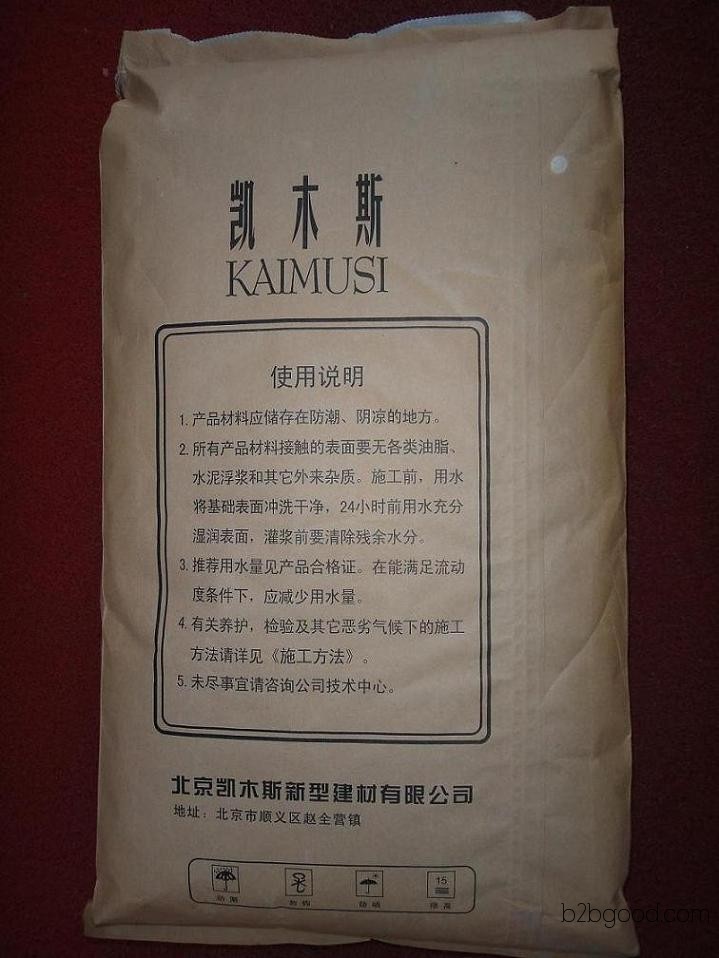 凯木斯
KAIMUSI
使用说明
1. 产品材料应储存在防潮、阴凉的地方。
2. 所有产品材料接触的表面要无各类油脂、
水泥浮浆和其它外来杂质。施工前，用水
将基础表面冲洗干净，24小时前用水充分
湿润表面，灌浆前要清除残余水分。
3. 推荐用水量见产品合格证。在能满足流动
度条件下，应减少用水量。
4. 有关养护，检验及其它恶劣气候下的施工
方法请详见《施工方法》。
5. 未尽事宜请咨询公司技术中心。
北京凯木斯新型建材有限公司
地址：北京市顺义区赵全营镇
15
防潮 防晒
b2bgood.com